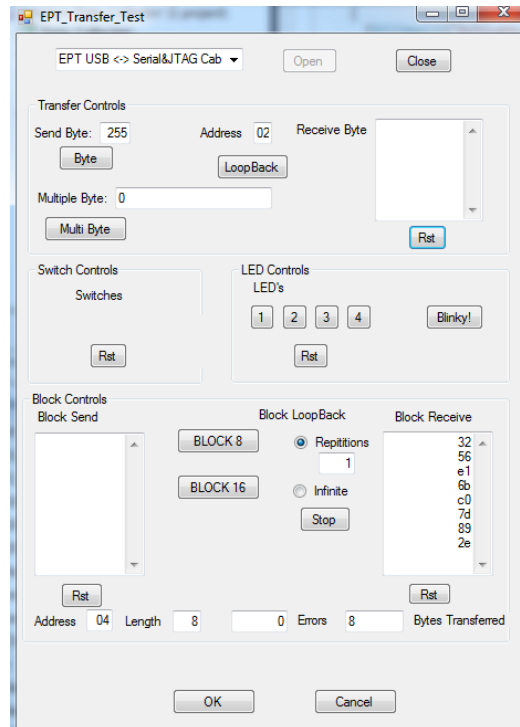 EPT_Transfer_Test
EPT USB <-> Serial&JTAG Cab
Open
Close
Transfer Controls
Send Byte: 255
Address 02
Receive Byte
Byte
LoopBack
Multiple Byte: 0
Multi Byte
Rst
Switch Controls
Switches
Rst
LED Controls
LED's
1 2 3 4
Blinky!
Rst
Block Controls
Block Send
Block LoopBack
Block Receive
BLOCK 8
Repititions
1
BLOCK 16
Infinite
Stop
32
56
e1
6b
c0
7d
89
2e
Rst
Rst
Address 04 Length 8 0 Errors 8 Bytes Transferred
OK
Cancel